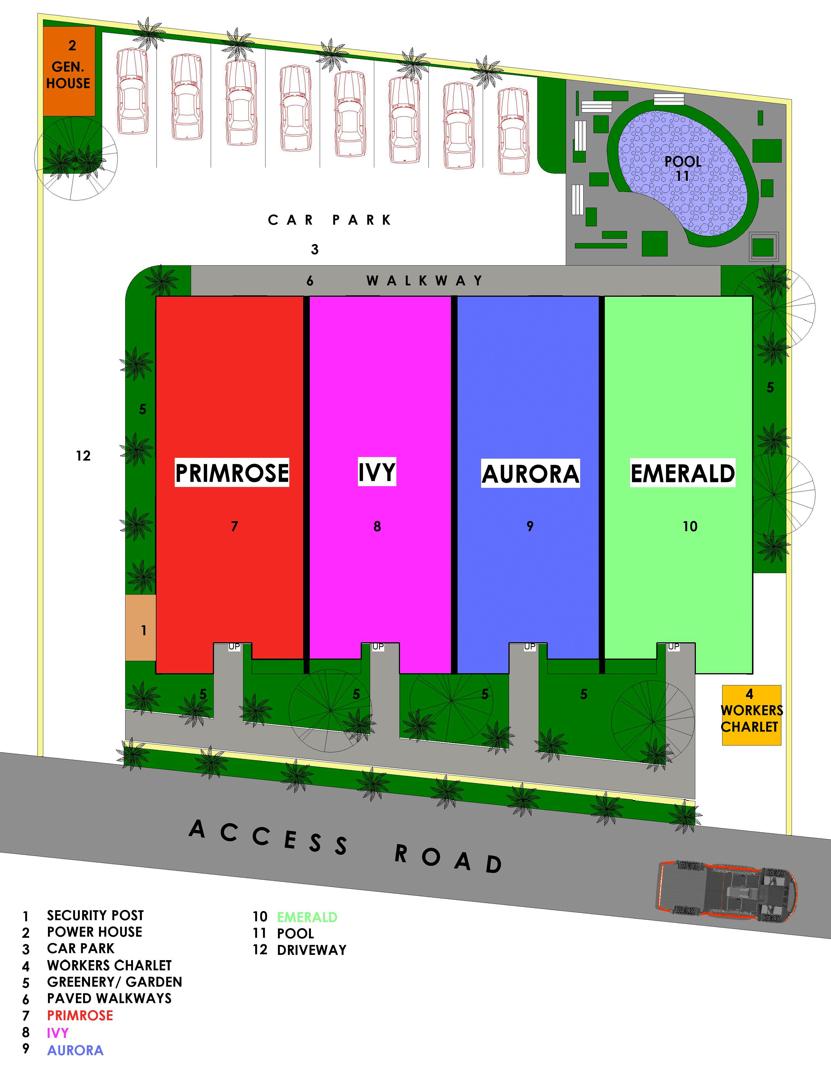 2
GEN.
HOUSE
POOL
11
CAR PARK
3
6 WALKWAY
5
5
12
PRIMROSE
IVY
AURORA
EMERALD
7
8
9
10
1
UP
UP
UP
UP
5
5
5
5
4
WORKERS
CHARLET
ACCESS ROAD
1 SECURITY POST
2 POWER HOUSE
3 CAR PARK
4 WORKERS CHARLET
5 GREENERY/ GARDEN
6 PAVED WALKWAYS
7 PRIMROSE
8 IVY
9 AURORA
10 EMERALD
11 POOL
12 DRIVEWAY